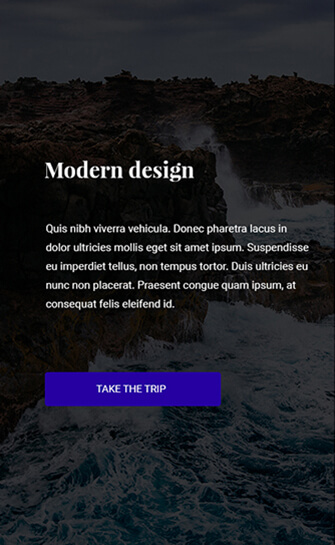 Modern design
Quis nibh viverra vehicula. Donec pharetra lacus in
dolor ultricies mollis eget sit amet ipsum. Suspendisse
eu imperdiet tellus, non tempus tortor. Duis ultricies eu
nunc non placerat. Praesent congue quam ipsum, at
consequat felis eleifend id.
TAKE THE TRIP